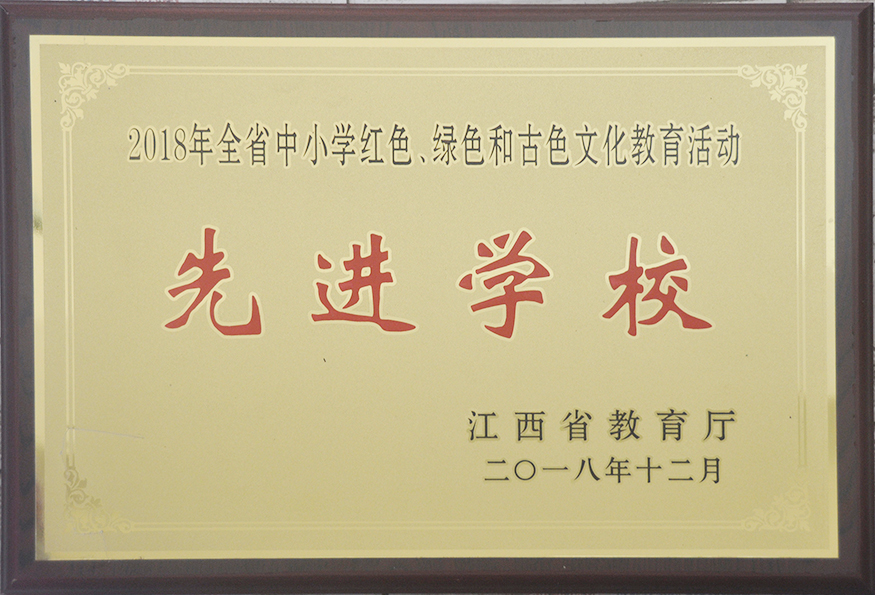 2018年全省中小学红色、绿色和古色文化教育活动
先进学校
江西省教育厅
二〇一八年十二月